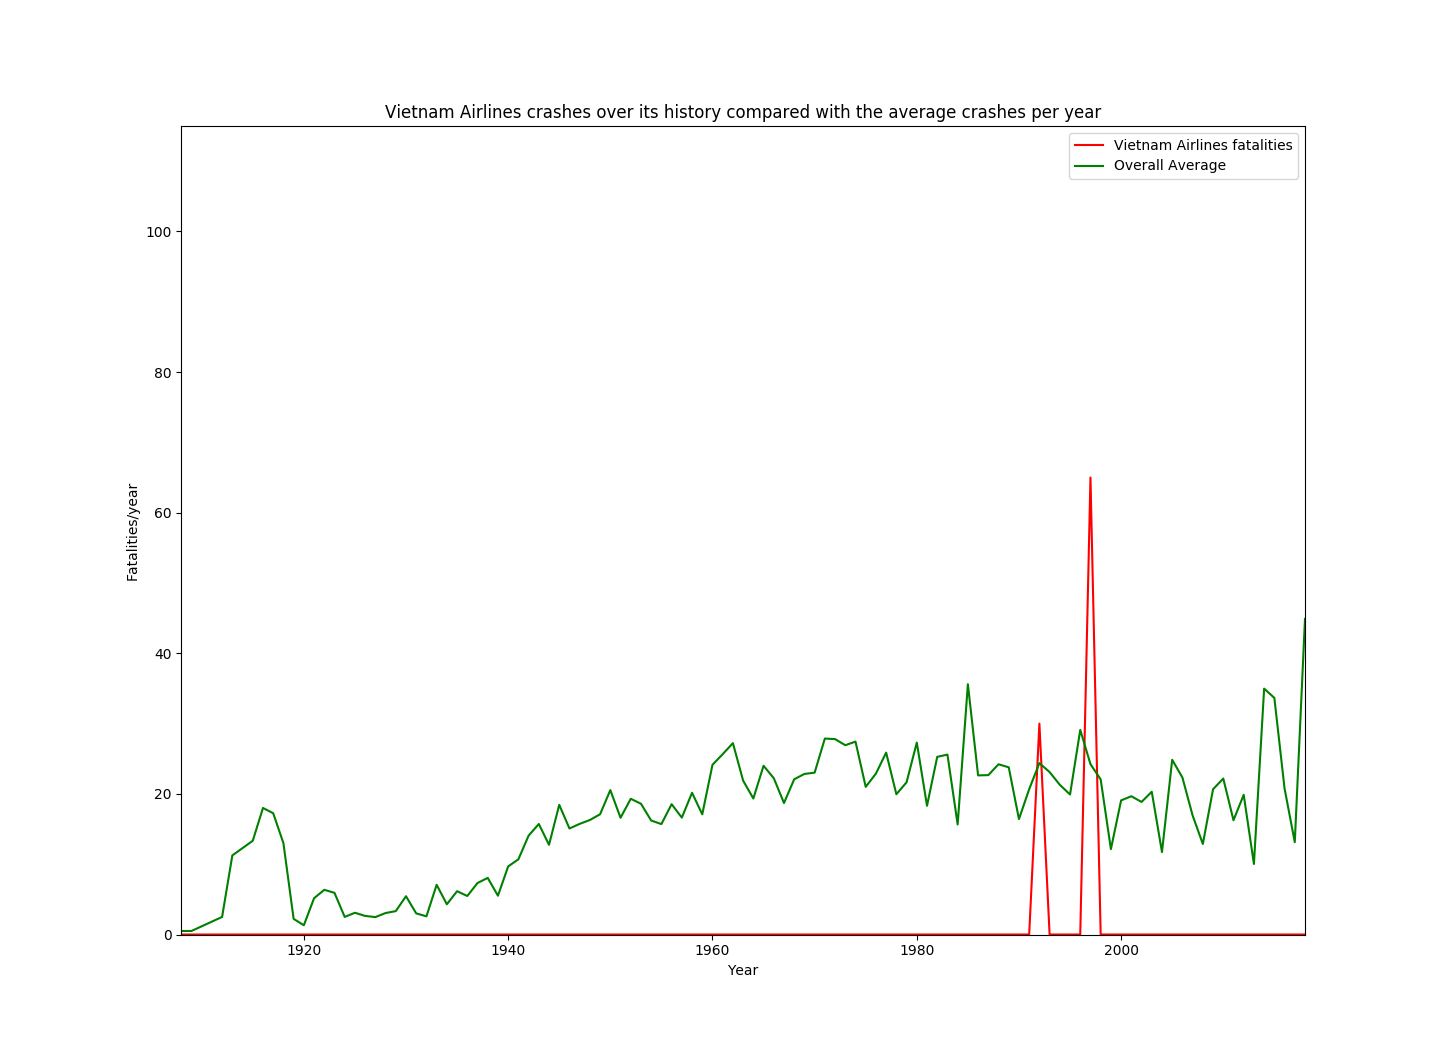 Vietnam Airlines crashes over its history compared with the average crashes per year
Vietnam Airlines fatalities
Overall Average
100
80
60
40
20
0
Fatalities/year
1920 1940 1960 1980 2000
Year